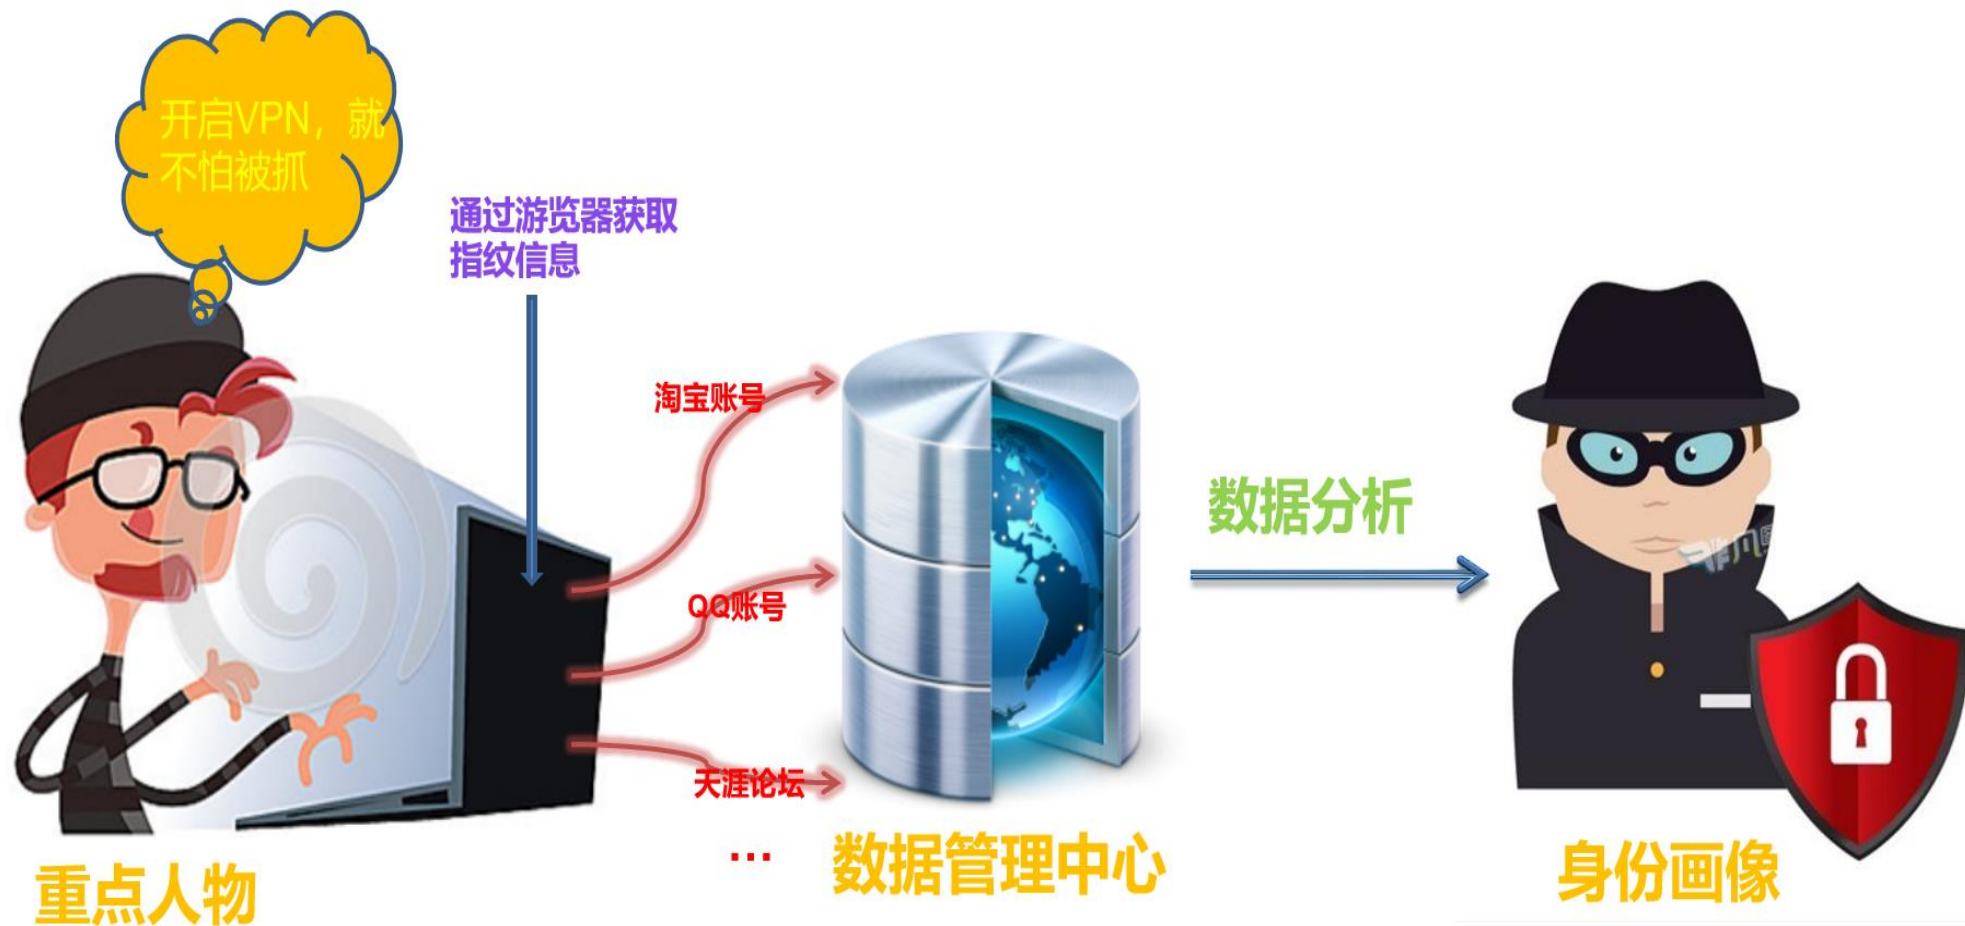 开启VPN，就
不怕被抓
通过游览器获取
指纹信息
淘宝账号
QQ账号
天涯论坛
...
数据分析
重点人物
数据管理中心
身份画像